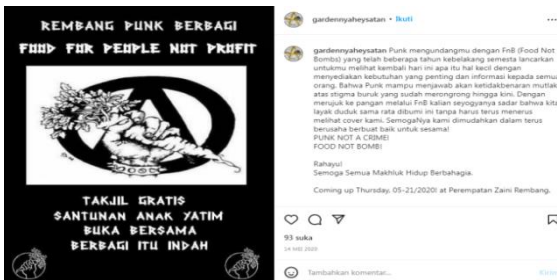 REMBANG PUNK BERBAGI
FOOD FOR PEOPLE NOT PROFIT
TAKJIL GRATIS
SANTUNAN ANAK YATIM
BUKA BERSAMA
BERBAGI ITU INDAH
gardennyaheysatan • Ikuti
gardennyaheysatan Punk mengundangmu dengan FnB (Food Not
Bombs) yang telah beberapa tahun kebelakang semesta lancarkan
untukmu melihat kembali hari ini apa itu hal kecil dengan
menyediakan kebutuhan yang penting dan informasi kepada semua
orang. Bahwa Punk mampu menjawab akan ketidakbenaran mutlak
atas stigma buruk yang sudah merongrong hingga kini. Dengan
merujuk ke pangan melalui FnB kalian seyogyanya sadar bahwa kita
layak duduk sama rata dibumi ini tanpa harus terus menerus
melihat cover kami. SemogaNya kami dimudahkan dalam terus
berusaha berbuat baik untuk sesama!
PUNK NOT A CRIME!
FOOD NOT BOMB!
Rahayu!
Semoga Semua Makhluk Hidup Berbahagia.
Coming up Thursday, 05-21/2020! at Perempatan Zaini Rembang.
93 suka
14 MEI 2020
Tambahkan komentar...